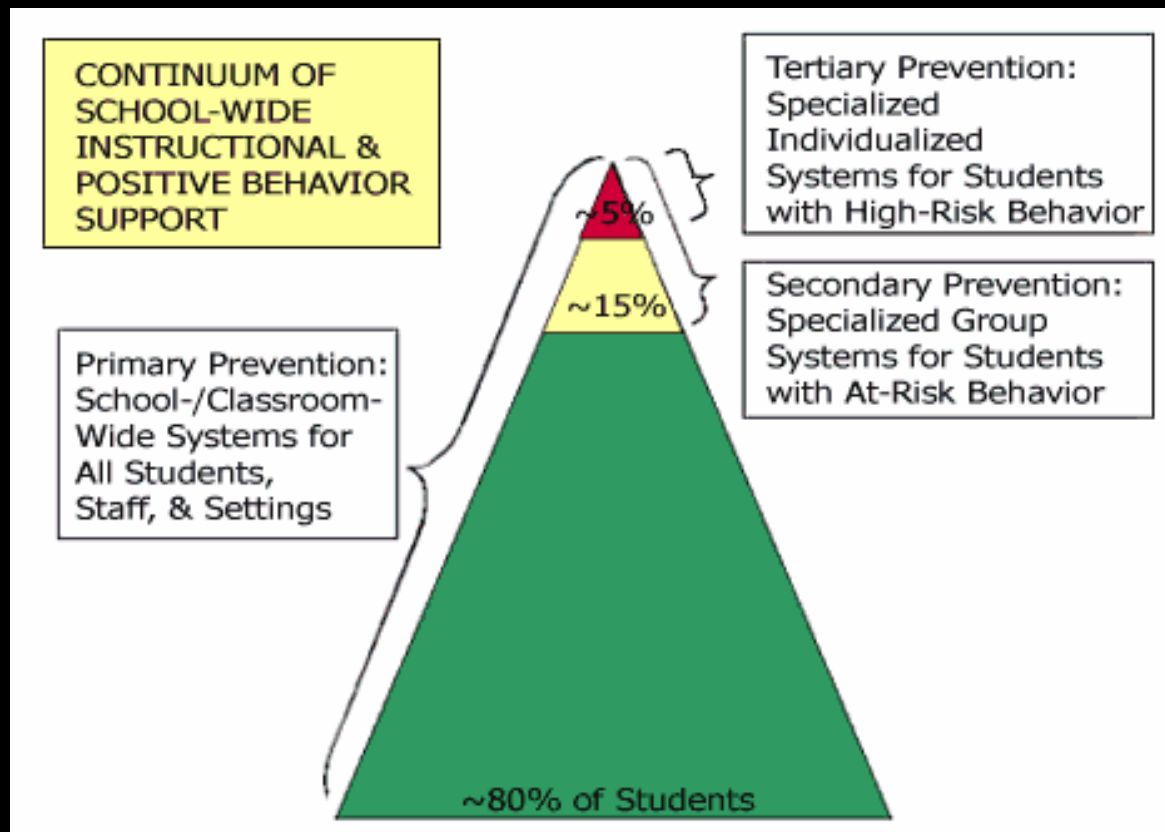 CONTINUUM OF
SCHOOL-WIDE
INSTRUCTIONAL &
POSITIVE BEHAVIOR
SUPPORT
Tertiary Prevention:
Specialized
Individualized
Systems for Students
with High-Risk Behavior
~5%
Secondary Prevention:
Specialized Group
Systems for Students
with At-Risk Behavior
~15%
Primary Prevention:
School-/Classroom-
Wide Systems for
All Students,
Staff, & Settings
~80% of Students